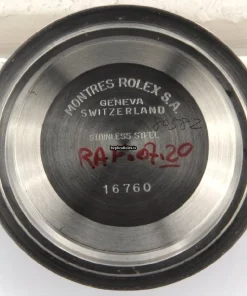 MONTRES ROLEX S.A.
GENEVA
SWITZERLAND
STAINLESS STEEL
RAP.07.20
16760